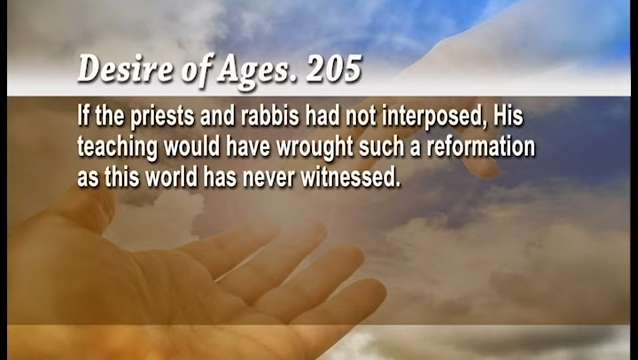 Desire of Ages. 205
If the priests and rabbis had not interposed, His
teaching would have wrought such a reformation
as this world has never witnessed.